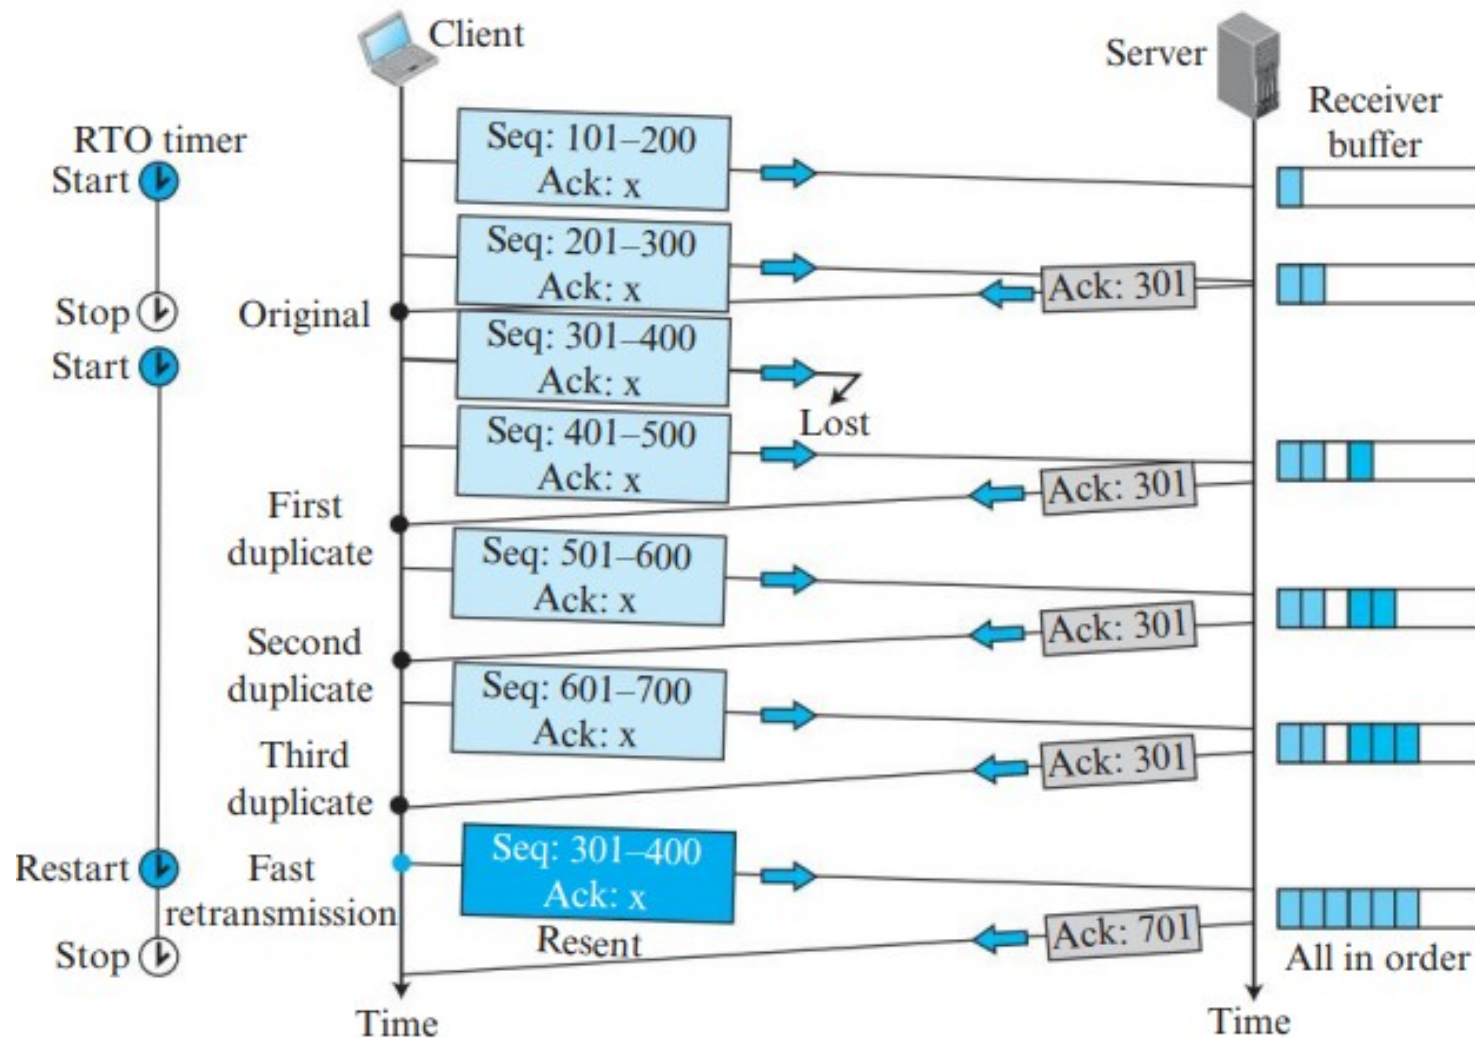 Client
Server
Receiver
buffer
RTO timer
Start
Seq: 101–200
Ack: x
Seq: 201–300
Ack: x
Ack: 301
Stop
Original
Start
Seq: 301–400
Ack: x
Lost
Seq: 401–500
Ack: x
Ack: 301
First
duplicate
Seq: 501–600
Ack: x
Ack: 301
Second
duplicate
Seq: 601–700
Ack: x
Ack: 301
Third
duplicate
Restart
Fast
retransmission
Seq: 301–400
Ack: x
Resent
Ack: 701
All in order
Stop
Time
Time